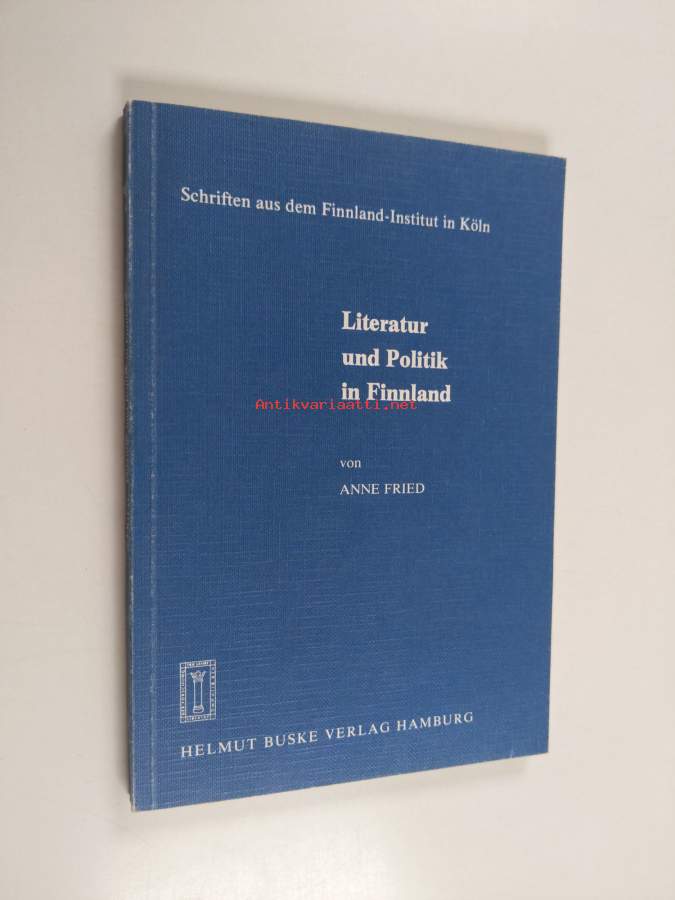 Schriften aus dem Finnland-Institut in Köln
Literatur
und Politik
in Finnland
Antikvariaatti.net
von
ANNE FRIED
HELMUT BUSKE VERLAG HAMBURG